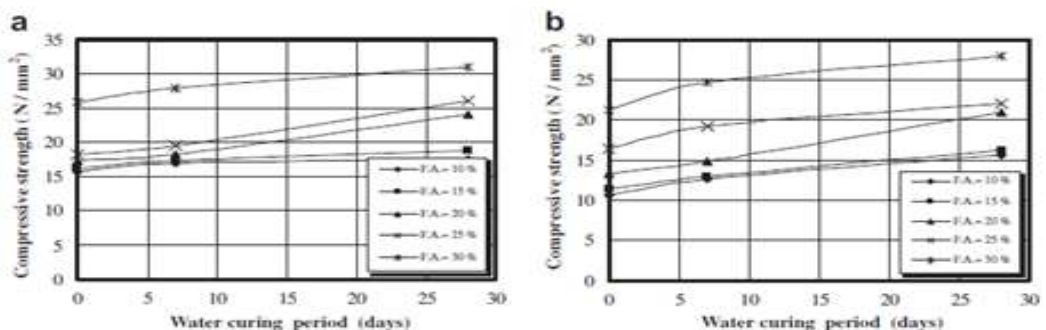 a
Compressive strength (N / mm²)
35
30
25
20
15
10
5
0
0 5 10 15 20 25 30
Water curing period (days)
F.A.= 10 %
F.A.= 15 %
F.A.= 20 %
F.A.= 25 %
F.A.= 30 %
b
Compressive strength (N / mm²)
30
25
20
15
10
5
0
0 5 10 15 20 25 30
Water curing period (days)
F.A.= 10 %
F.A.= 15 %
F.A.= 20 %
F.A.= 25 %
F.A.= 30 %